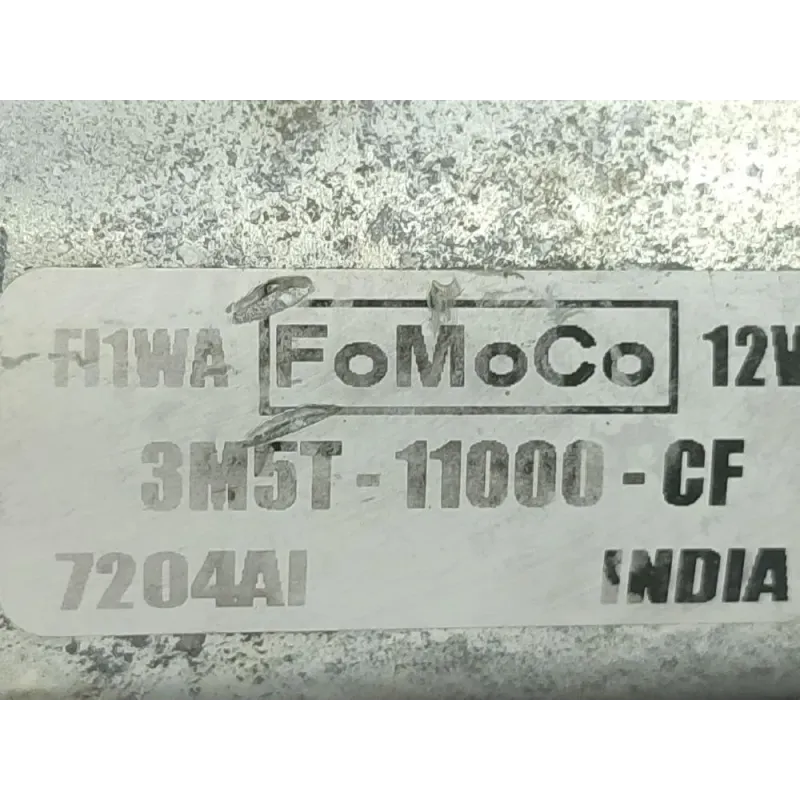 FI1WA FoMoCo 12V
3M5T-11000-CF
7204AI INDIA